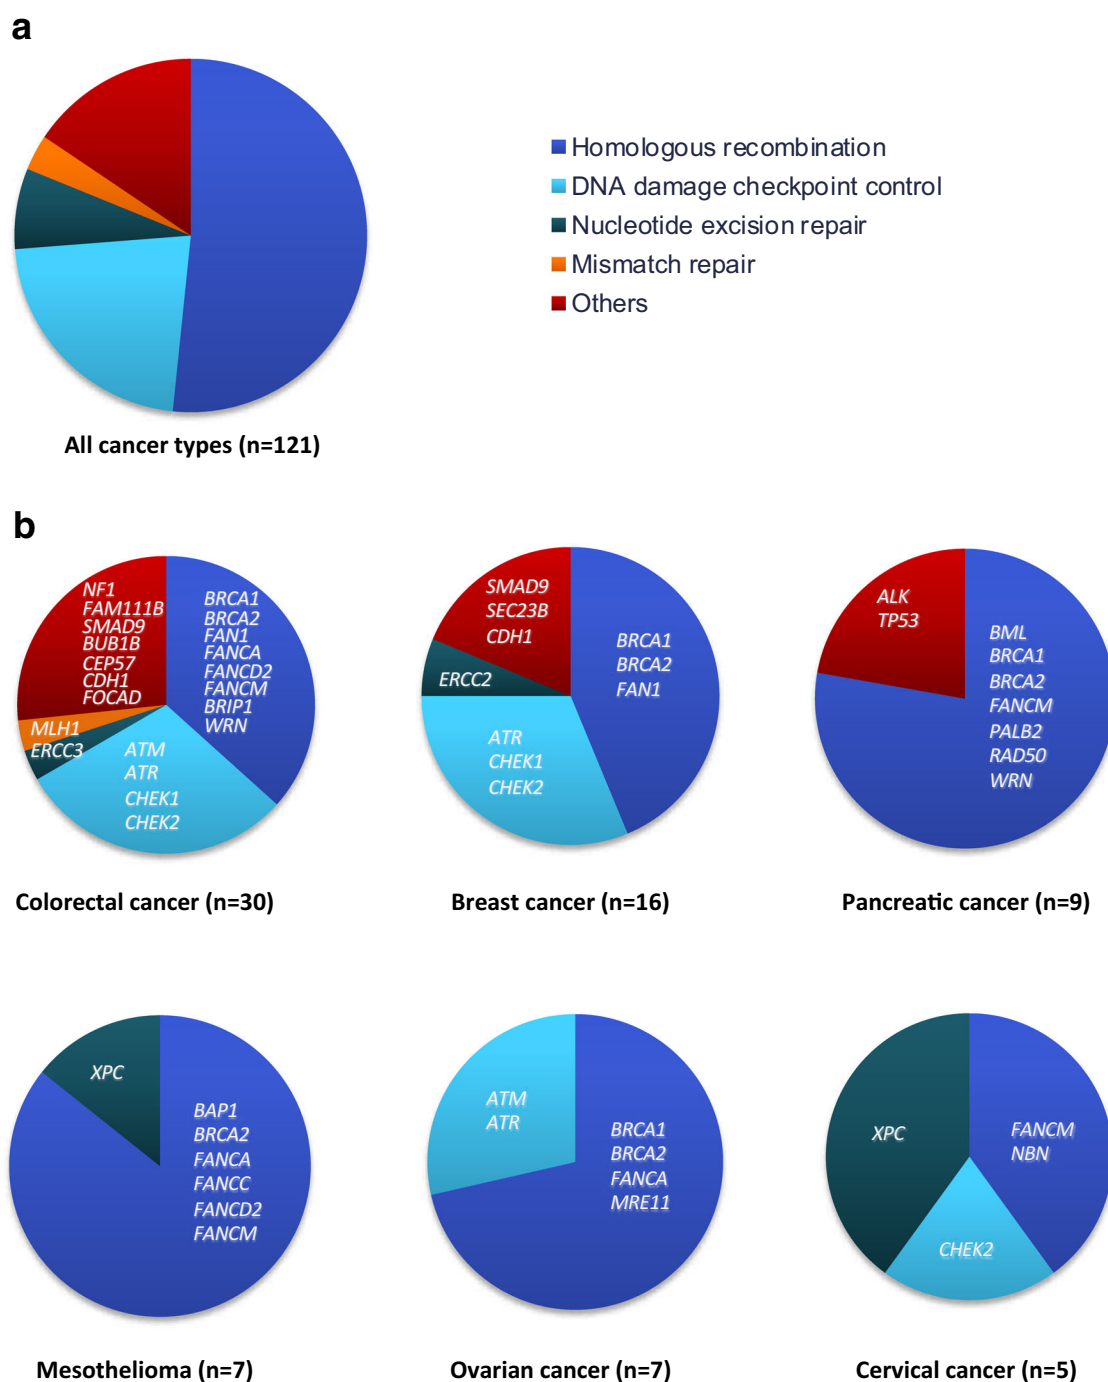 a
Homologous recombination
DNA damage checkpoint control
Nucleotide excision repair
Mismatch repair
Others
All cancer types (n=121)
b
NF1
FAM111B
SMAD9
BUB1B
CEP57
CDH1
FOCAD
MLH1
ERCC3
BRCA1
BRCA2
FAN1
FANCA
FANCD2
FANCM
BRIP1
WRN
ATM
ATR
CHEK1
CHEK2
Colorectal cancer (n=30)
SMAD9
SEC23B
CDH1
ERCC2
BRCA1
BRCA2
FAN1
ATR
CHEK1
CHEK2
Breast cancer (n=16)
ALK
TP53
BML
BRCA1
BRCA2
FANCM
PALB2
RAD50
WRN
Pancreatic cancer (n=9)
XPC
BAP1
BRCA2
FANCA
FANCC
FANCD2
FANCM
Mesothelioma (n=7)
ATM
ATR
BRCA1
BRCA2
FANCA
MRE11
Ovarian cancer (n=7)
XPC
FANCM
NBN
CHEK2
Cervical cancer (n=5)